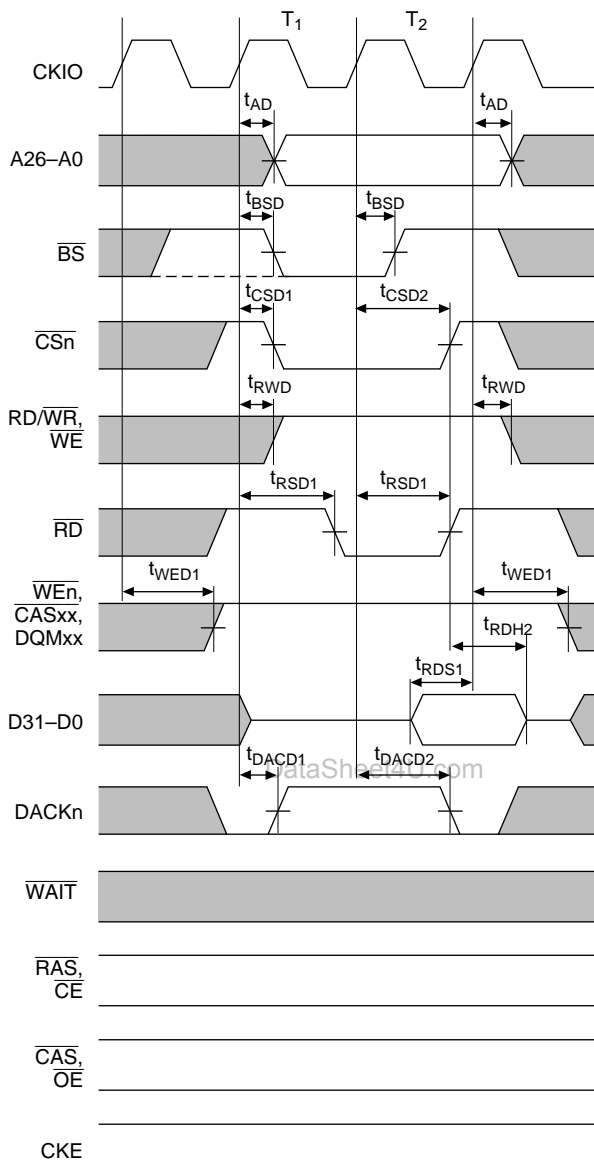 T1 T2
CKIO
tAD tAD
A26–A0
tBSD tBSD
BS
tCSD1 tCSD2
CSn
tRWD tRWD
RD/WR,
WE
tRSD1 tRSD1
RD
tWED1 tWED1
WEn,
CASxx,
DQMxx
tRDH2
tRDS1
D31–D0
tDACD1 tDACD2
DataSheet4U.com
DACKn
WAIT
RAS,
CE
CAS,
OE
CKE